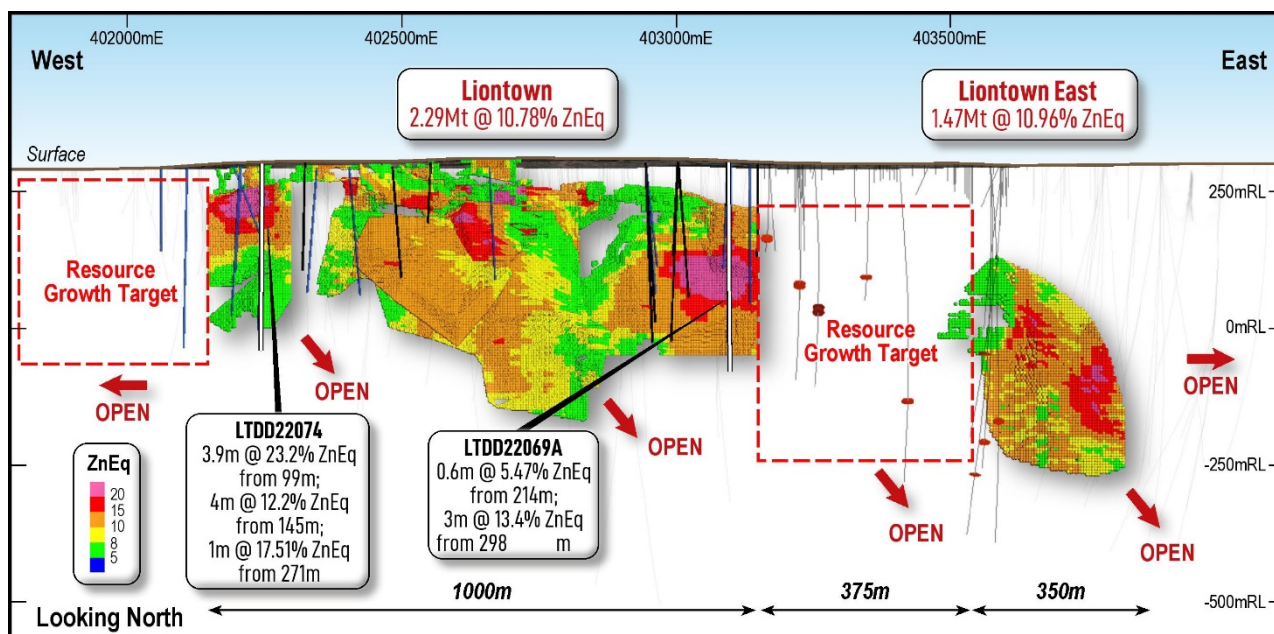 402000mE
402500mE
403000mE
403500mE
West
East
Liontown
2.29Mt @ 10.78% ZnEq
Liontown East
1.47Mt @ 10.96% ZnEq
Surface
250mRL
Resource
Growth Target
Resource
Growth Target
0mRL
OPEN
OPEN
OPEN
OPEN
OPEN
OPEN
LTDD22074
3.9m @ 23.2% ZnEq
from 99m;
4m @ 12.2% ZnEq
from 145m;
1m @ 17.51% ZnEq
from 271m
LTDD22069A
0.6m @ 5.47% ZnEq
from 214m;
3m @ 13.4% ZnEq
from 298 m
ZnEq
20
15
10
8
5
-250mRL
1000m
375m
350m
-500mRL
Looking North